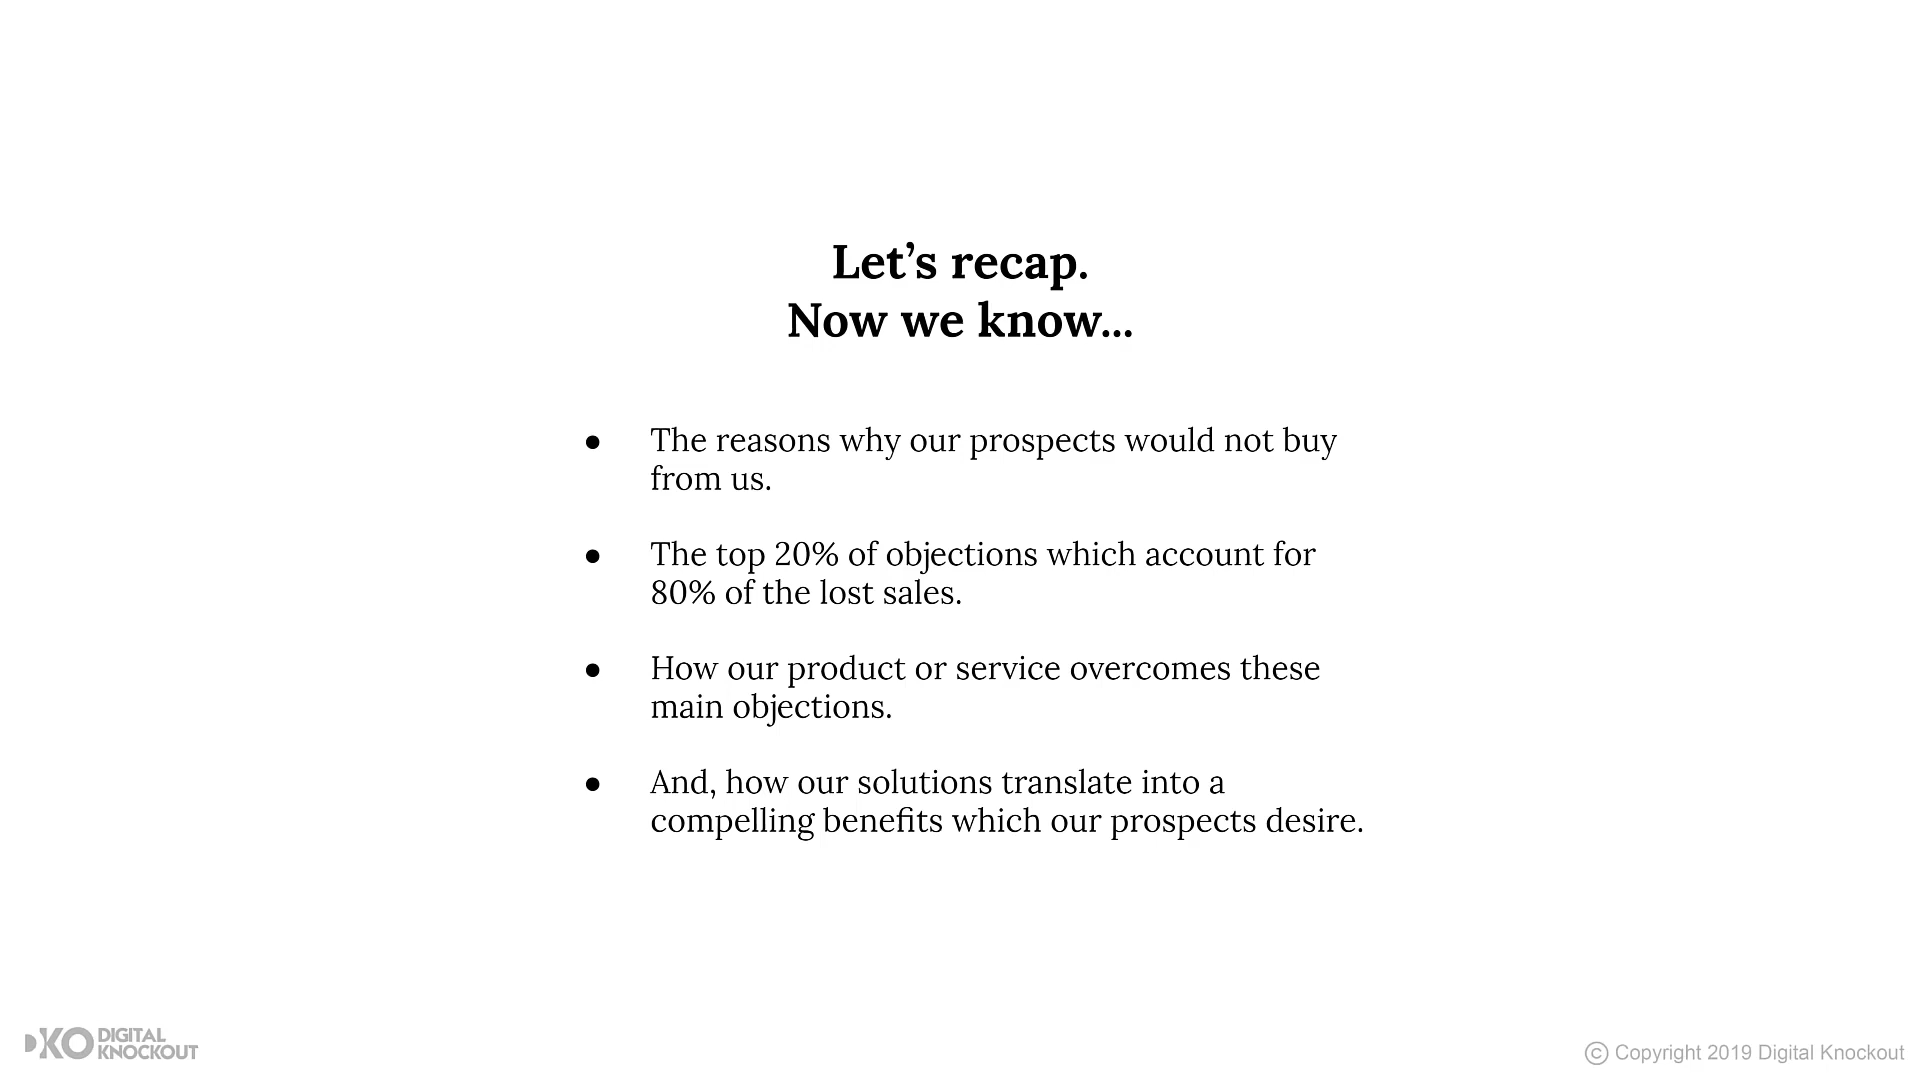 Let’s recap.
Now we know...
● The reasons why our prospects would not buy
from us.
● The top 20% of objections which account for
80% of the lost sales.
● How our product or service overcomes these
main objections.
● And, how our solutions translate into a
compelling benefits which our prospects desire.
DKO DIGITAL
KNOCKOUT
© Copyright 2019 Digital Knockout